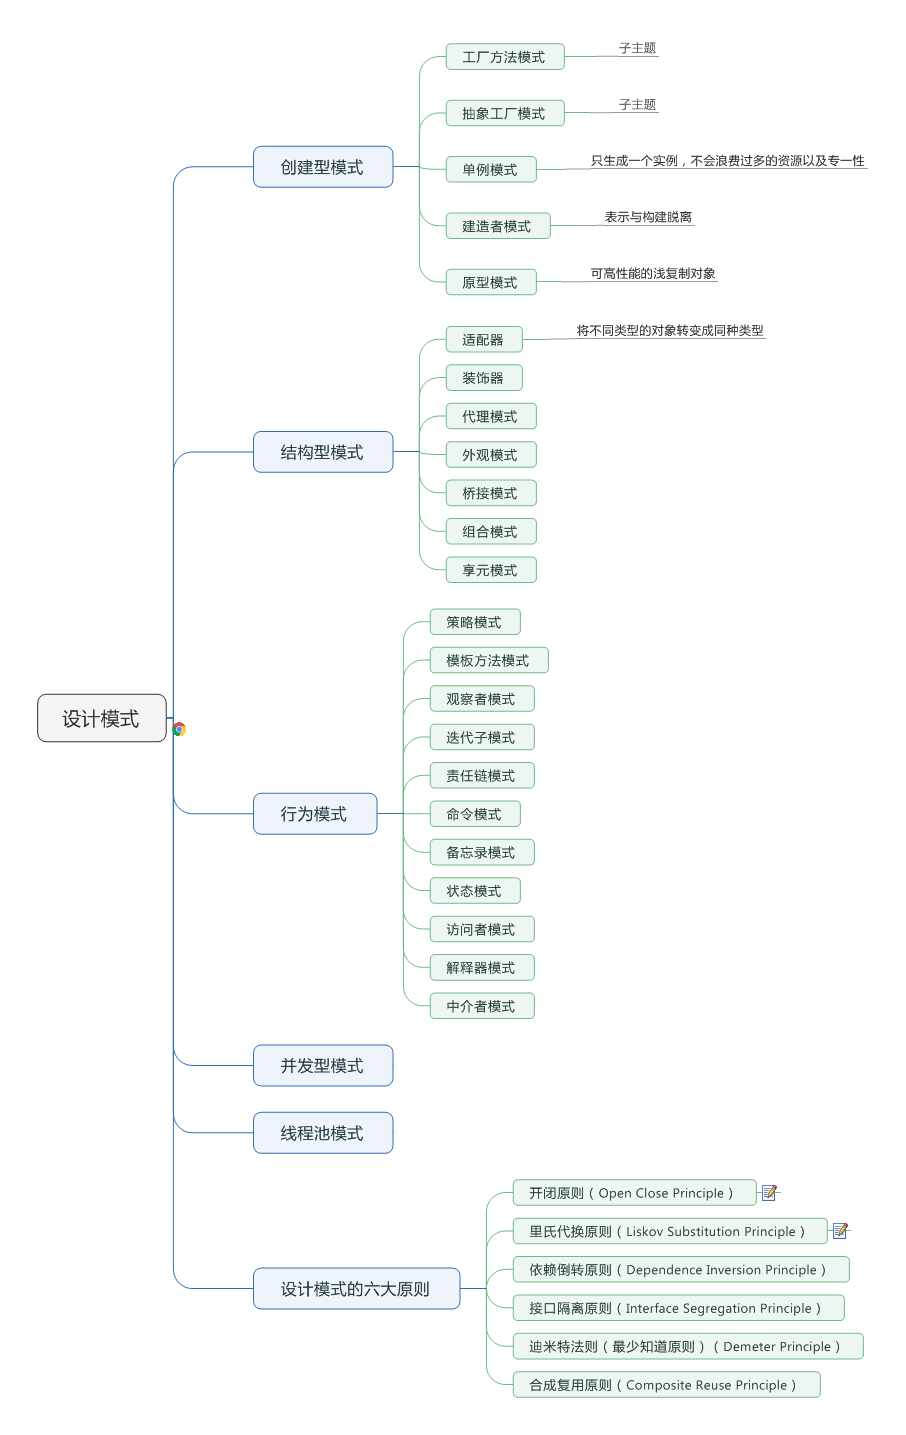 设计模式
创建型模式
工厂方法模式
子主题
抽象工厂模式
子主题
单例模式
只生成一个实例，不会浪费过多的资源以及专一性
建造者模式
表示与构建脱离
原型模式
可高性能的浅复制对象
结构型模式
适配器
将不同类型的对象转变成同种类型
装饰器
代理模式
外观模式
桥接模式
组合模式
享元模式
行为模式
策略模式
模板方法模式
观察者模式
迭代子模式
责任链模式
命令模式
备忘录模式
状态模式
访问者模式
解释器模式
中介者模式
并发型模式
线程池模式
设计模式的六大原则
开闭原则（Open Close Principle）
里氏代换原则（Liskov Substitution Principle）
依赖倒转原则（Dependence Inversion Principle）
接口隔离原则（Interface Segregation Principle）
迪米特法则（最少知道原则）（Demeter Principle）
合成复用原则（Composite Reuse Principle）